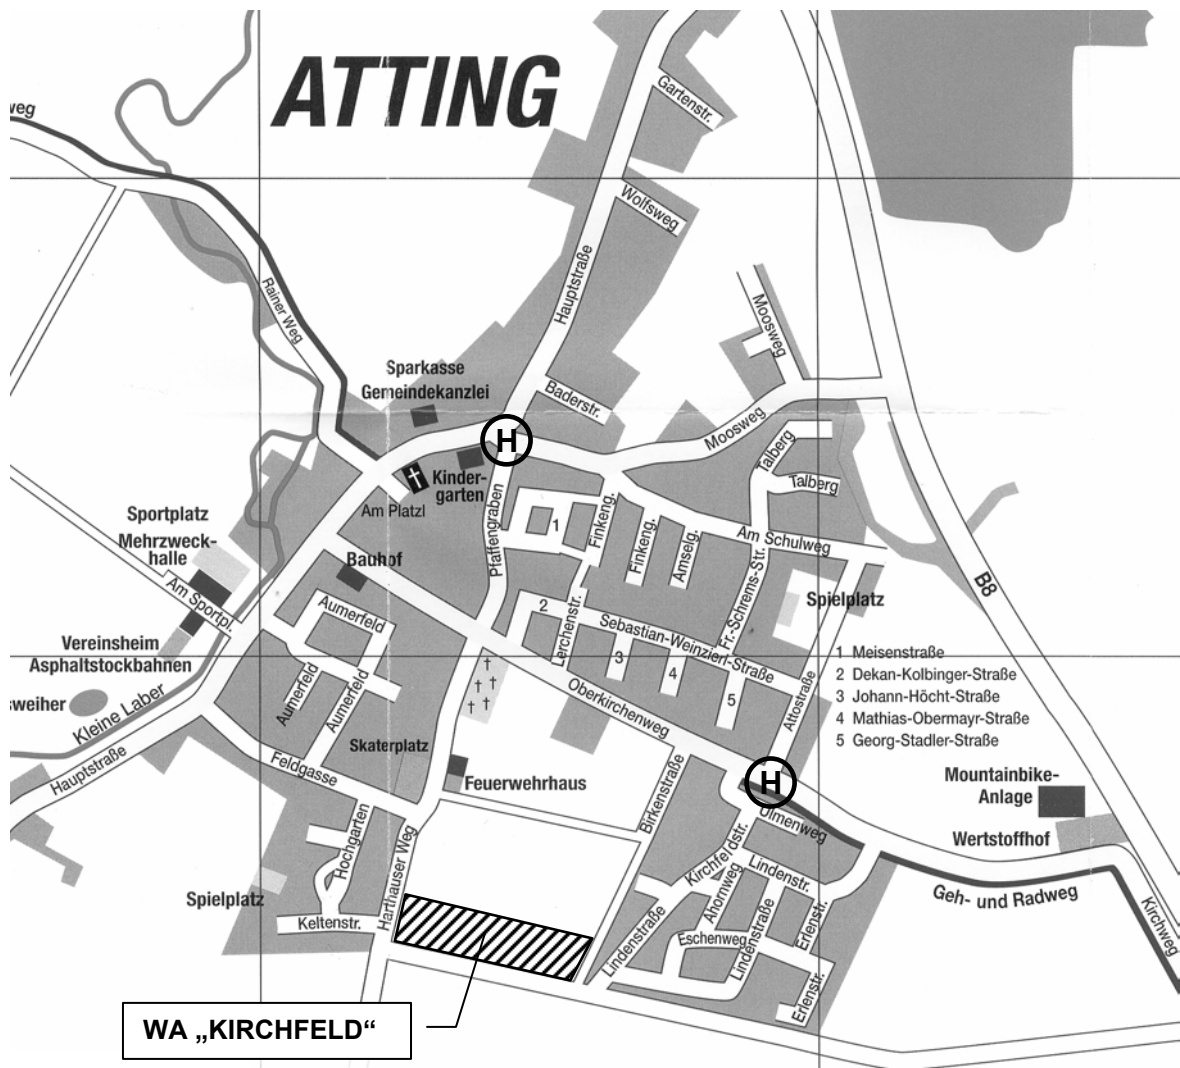 ATTING
weg
Gartenstr.
Wolfsweg
Hauptstraße
Rainer Weg
Moosweg
Sparkasse
Gemeindekanzlei
Baderstr.
H
Moosweg
Talberg
Talberg
Kinder-
garten
Am Platzl
Pfaffengraben
1
Finkeng.
Finkeng.
Amselg.
Am Schulweg
Sportplatz
Mehrzweck-
halle
Am Sportpl.
Bauhof
B8
Fr.-Schrems-Str.
Spielplatz
Aumerfeld
2
Lerchenstr.
Sebastian-Weinzierl-Straße
Vereinsheim
Asphaltstockbahnen
3
4
5
1 Meisenstraße
2 Dekan-Kolbinger-Straße
3 Johann-Höcht-Straße
4 Mathias-Obermayr-Straße
5 Georg-Stadler-Straße
Aumerfeld
Aumerfeld
Oberkirchenweg
Attostraße
sweiher
Kleine Laber
Skaterplatz
Hauptstraße
Feldgasse
Feuerwehrhaus
H
Mountainbike-
Anlage
Birkenstraße
Ulmenweg
Wertstoffhof
Hochgarten
Harthauser Weg
Kirchfeldstr.
Lindenstr.
Ahornweg
Geh- und Radweg
Spielplatz
Keltenstr.
Lindenstraße
Eschenweg
Lindenstraße
Erlenstr.
Kirchweg
Erlenstr.
WA „KIRCHFELD“